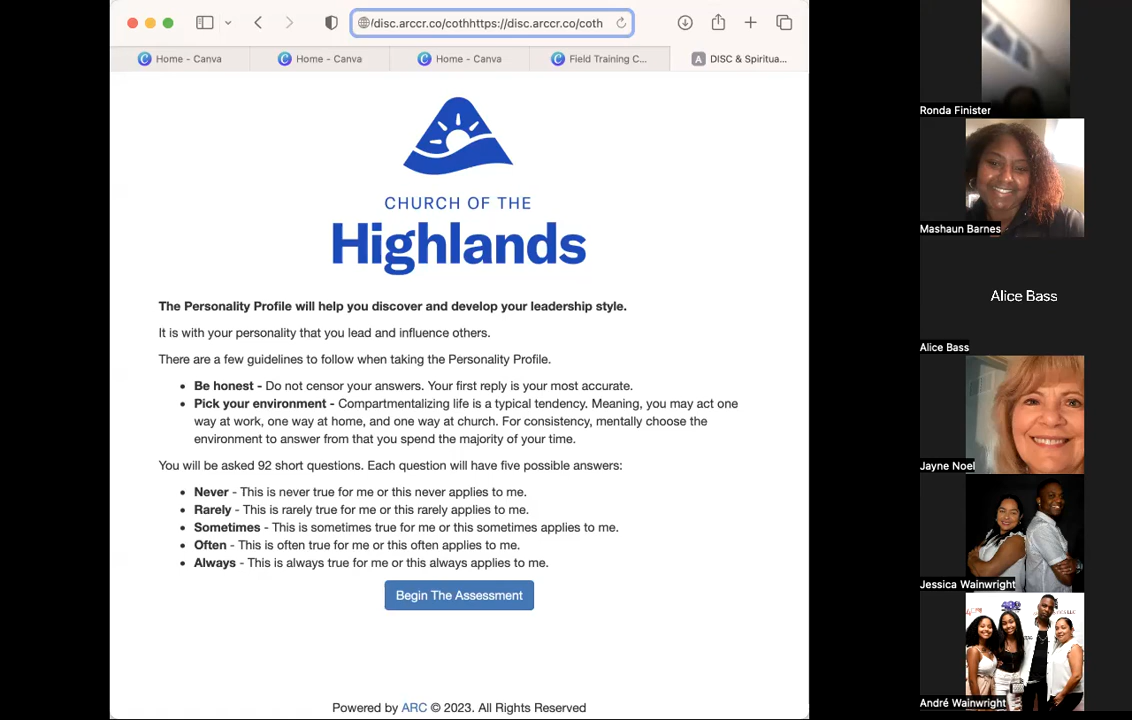 /disc.arccr.co/cothhttps://disc.arccr.co/coth
Home - Canva
Home - Canva
Home - Canva
Field Training C...
A DISC & Spiritua...
CHURCH OF THE
Highlands
The Personality Profile will help you discover and develop your leadership style.
It is with your personality that you lead and influence others.
There are a few guidelines to follow when taking the Personality Profile.
• Be honest - Do not censor your answers. Your first reply is your most accurate.
• Pick your environment - Compartmentalizing life is a typical tendency. Meaning, you may act one
way at work, one way at home, and one way at church. For consistency, mentally choose the
environment to answer from that you spend the majority of your time.
You will be asked 92 short questions. Each question will have five possible answers:
• Never - This is never true for me or this never applies to me.
• Rarely - This is rarely true for me or this rarely applies to me.
• Sometimes - This is sometimes true for me or this sometimes applies to me.
• Often - This is often true for me or this often applies to me.
• Always - This is always true for me or this always applies to me.
Begin The Assessment
Powered by ARC © 2023. All Rights Reserved
Ronda Finister
Mashaun Barnes
Alice Bass
Alice Bass
Jayne Noel
Jessica Wainwright
André Wainwright